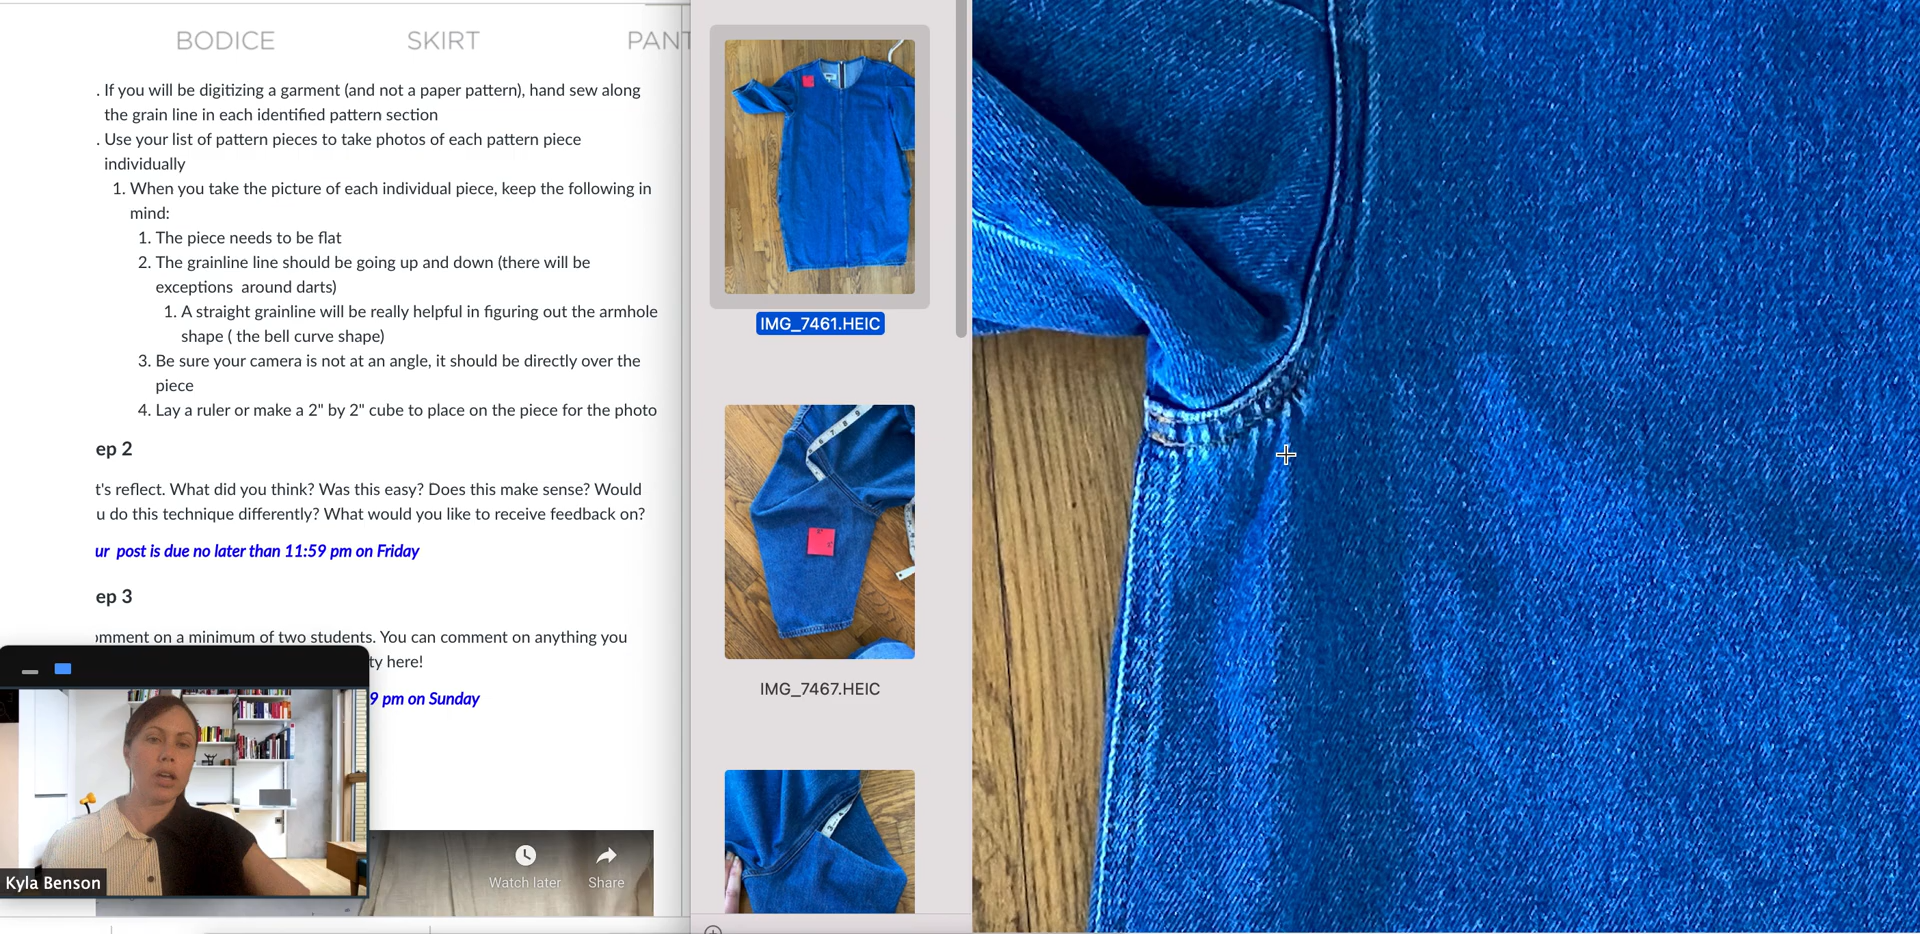 BODICE SKIRT PANT
. If you will be digitizing a garment (and not a paper pattern), hand sew along
the grain line in each identified pattern section
. Use your list of pattern pieces to take photos of each pattern piece
individually
1. When you take the picture of each individual piece, keep the following in
mind:
1. The piece needs to be flat
2. The grainline line should be going up and down (there will be
exceptions around darts)
1. A straight grainline will be really helpful in figuring out the armhole
shape ( the bell curve shape)
3. Be sure your camera is not at an angle, it should be directly over the
piece
4. Lay a ruler or make a 2" by 2" cube to place on the piece for the photo
ep 2
t's reflect. What did you think? Was this easy? Does this make sense? Would
u do this technique differently? What would you like to receive feedback on?
ur post is due no later than 11:59 pm on Friday
ep 3
omment on a minimum of two students. You can comment on anything you
ty here!
9 pm on Sunday
Watch later Share
Kyla Benson
IMG_7461.HEIC
IMG_7467.HEIC